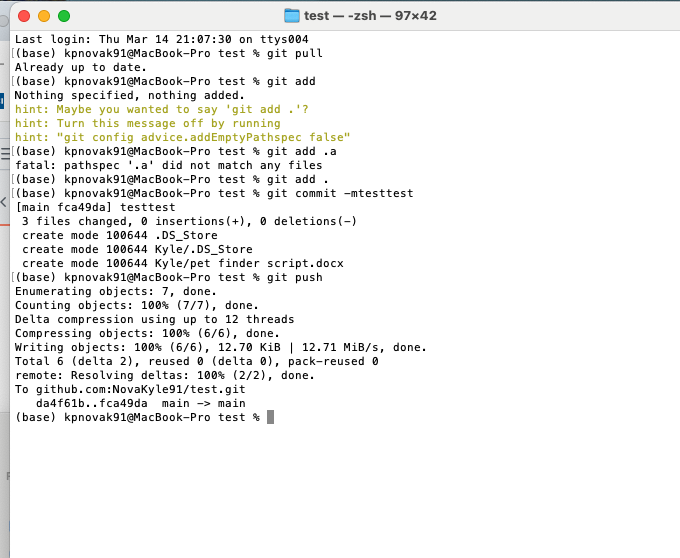 test — -zsh — 97×42
Last login: Thu Mar 14 21:07:30 on ttys004
[(base) kpnovak91@MacBook-Pro test % git pull
Already up to date.
[(base) kpnovak91@MacBook-Pro test % git add
Nothing specified, nothing added.
hint: Maybe you wanted to say 'git add .'?
hint: Turn this message off by running
hint: "git config advice.addEmptyPathspec false"
[(base) kpnovak91@MacBook-Pro test % git add .a
fatal: pathspec '.a' did not match any files
[(base) kpnovak91@MacBook-Pro test % git add .
[(base) kpnovak91@MacBook-Pro test % git commit -mtesttest
[main fca49da] testtest
 3 files changed, 0 insertions(+), 0 deletions(-)
 create mode 100644 .DS_Store
 create mode 100644 Kyle/.DS_Store
 create mode 100644 Kyle/pet finder script.docx
[(base) kpnovak91@MacBook-Pro test % git push
Enumerating objects: 7, done.
Counting objects: 100% (7/7), done.
Delta compression using up to 12 threads
Compressing objects: 100% (6/6), done.
Writing objects: 100% (6/6), 12.70 KiB | 12.71 MiB/s, done.
Total 6 (delta 2), reused 0 (delta 0), pack-reused 0
remote: Resolving deltas: 100% (2/2), done.
To github.com:NovaKyle91/test.git
   da4f61b..fca49da  main -> main
(base) kpnovak91@MacBook-Pro test %